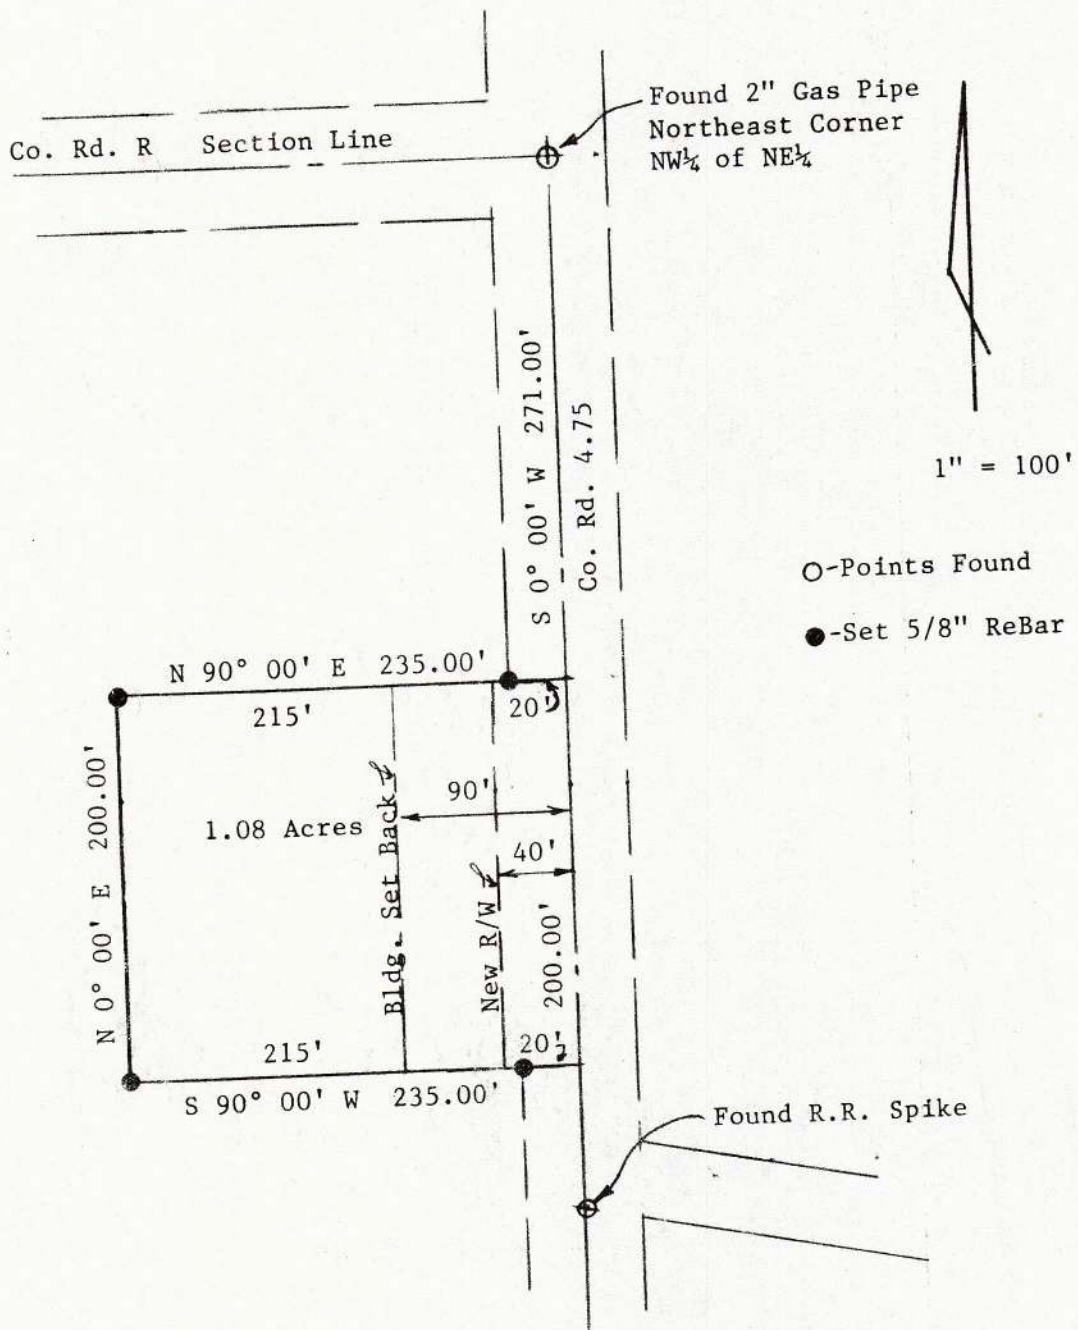 Found 2" Gas Pipe
Northeast Corner
NW¼ of NE¼
Co. Rd. R Section Line
S 0° 00' W 271.00'
Co. Rd. 4.75
1" = 100'
O-Points Found
●-Set 5/8" ReBar
N 90° 00' E 235.00'
215'
20'
N 0° 00' E 200.00'
1.08 Acres
Bldg. Set Back
90'
40'
New R/W
200.00'
215'
20'
S 90° 00' W 235.00'
Found R.R. Spike